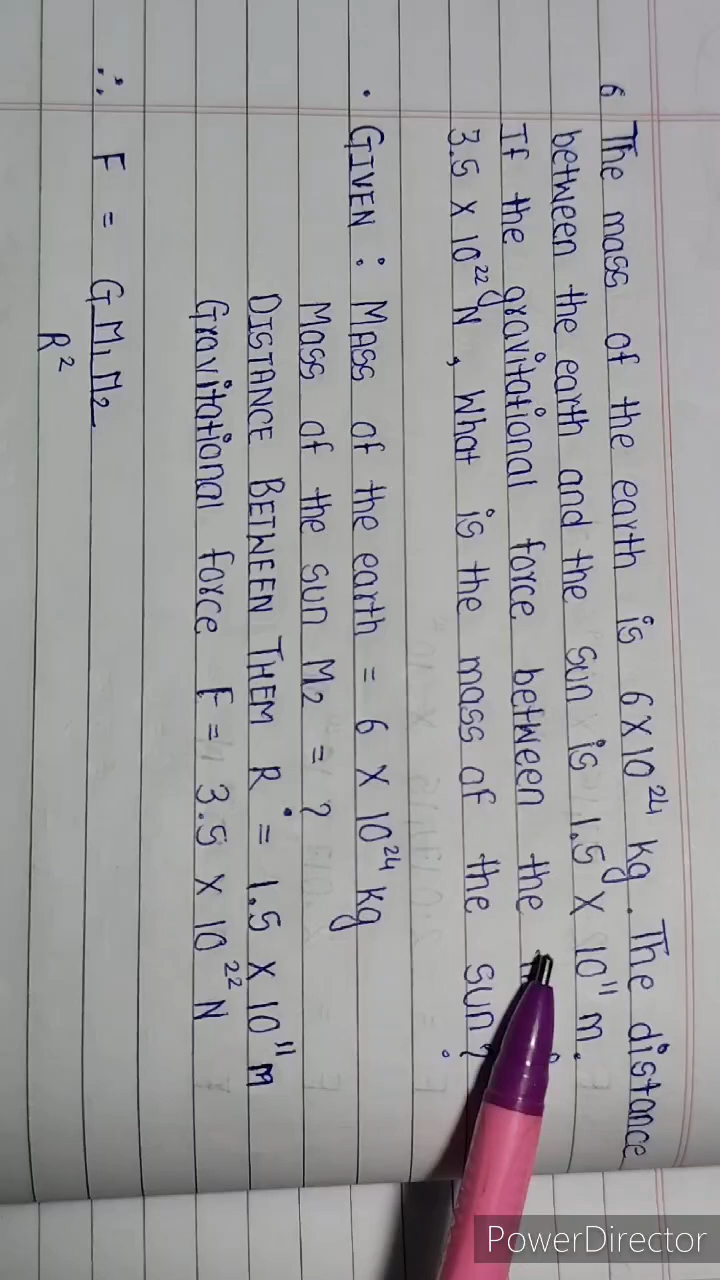 6 The mass of the earth is 6 X 10²⁴ kg. The distance
between the earth and the sun is 1.5 X 10¹¹ m.
If the gravitational force between the
3.5 X 10²² N, What is the mass of the sun?
• GIVEN : MASS of the earth = 6 X 10²⁴ kg
Mass of the sun M₂ = ?
DISTANCE BETWEEN THEM R = 1.5 X 10¹¹ m
Gravitational force F = 3.5 X 10²² N
∴ F = G M₁ M₂
R²
PowerDirector